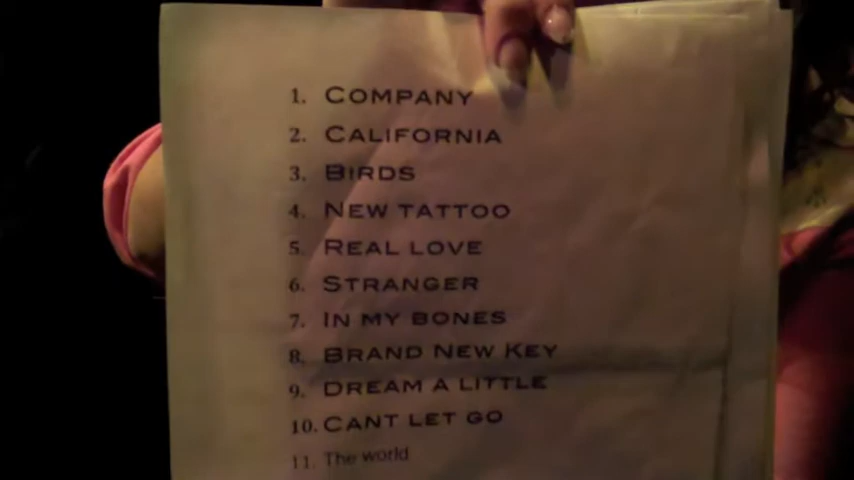 1. COMPANY
2. CALIFORNIA
3. BIRDS
4. NEW TATTOO
5. REAL LOVE
6. STRANGER
7. IN MY BONES
8. BRAND NEW KEY
9. DREAM A LITTLE
10. CANT LET GO
11. The world